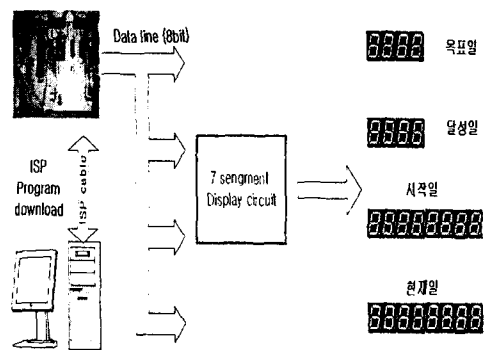 Data line (8bit)
목표일
달성일
ISP
Program
download
ISP cable
7 sengment
Display circuit
시작일
현재일